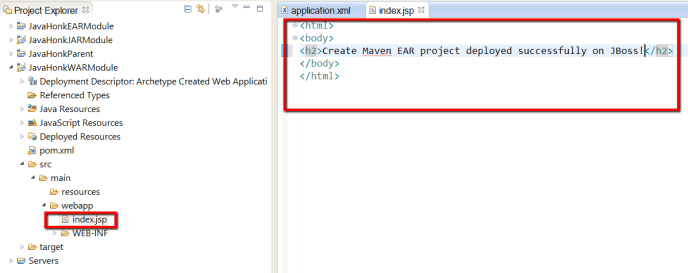 Project Explorer
JavaHonkEARModule
JavaHonkJARModule
JavaHonkParent
JavaHonkWARModule
Deployment Descriptor: Archetype Created Web Applicati
Referenced Types
Java Resources
JavaScript Resources
Deployed Resources
pom.xml
src
main
resources
webapp
index.jsp
WEB-INF
target
Servers
application.xml
index.jsp
<html>
<body>
<h2>Create Maven EAR project deployed successfully on JBoss!</h2>
</body>
</html>